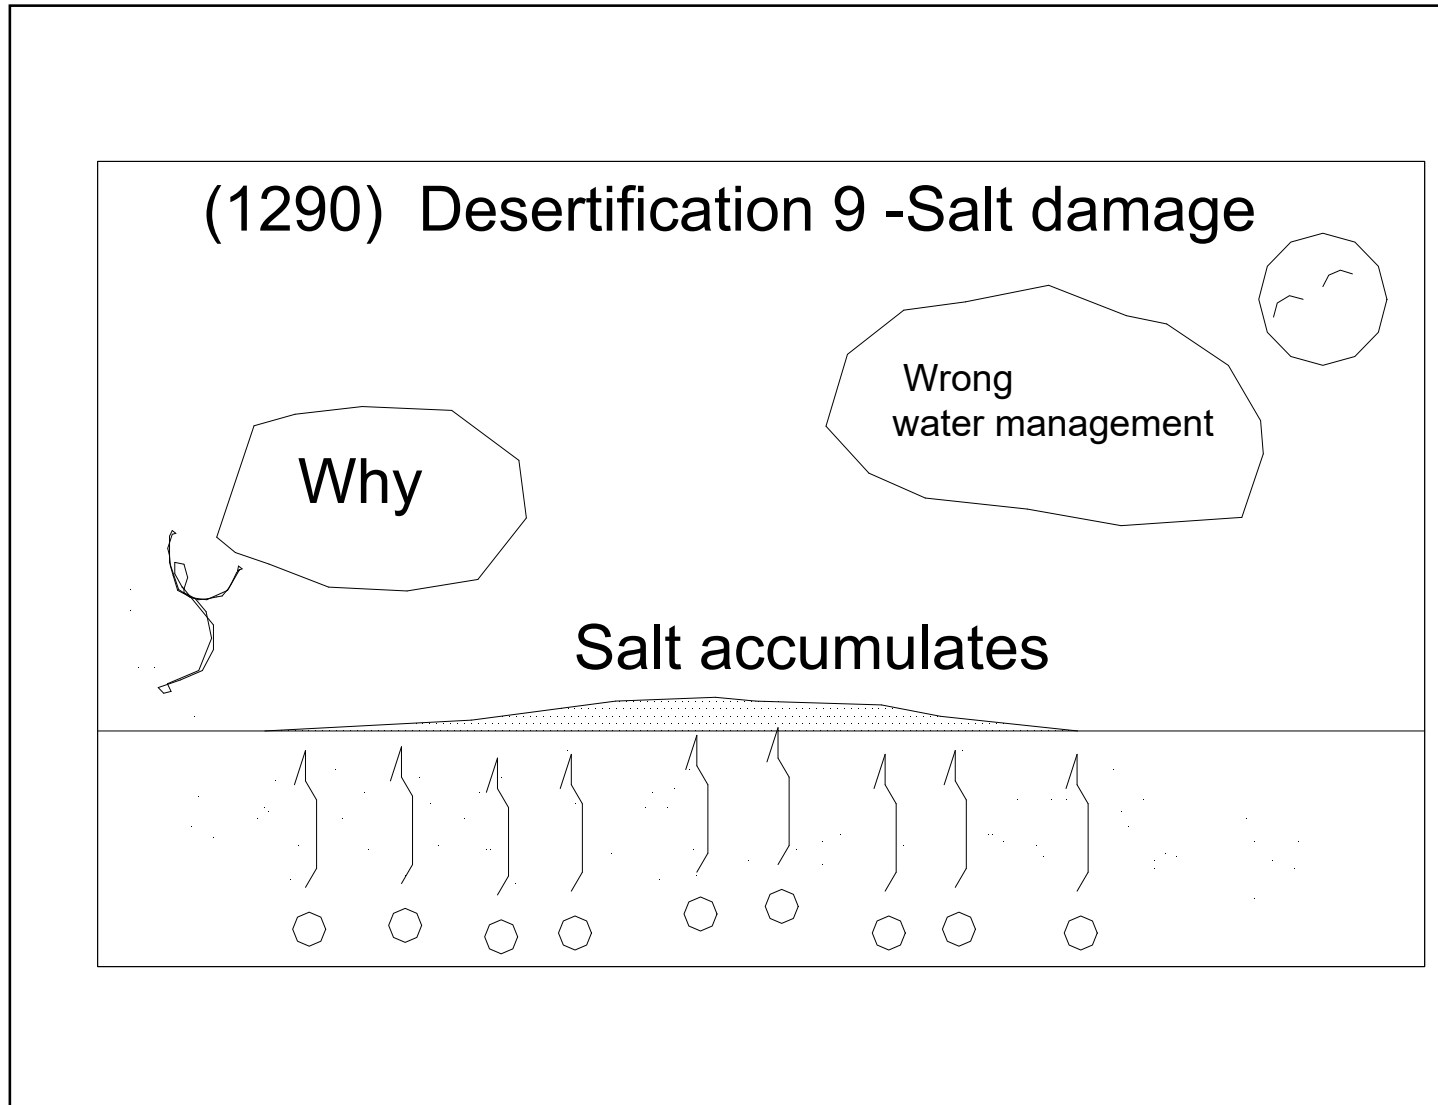 (1290) Desertification 9 -Salt damage
Wrong
water management
Why
Salt accumulates